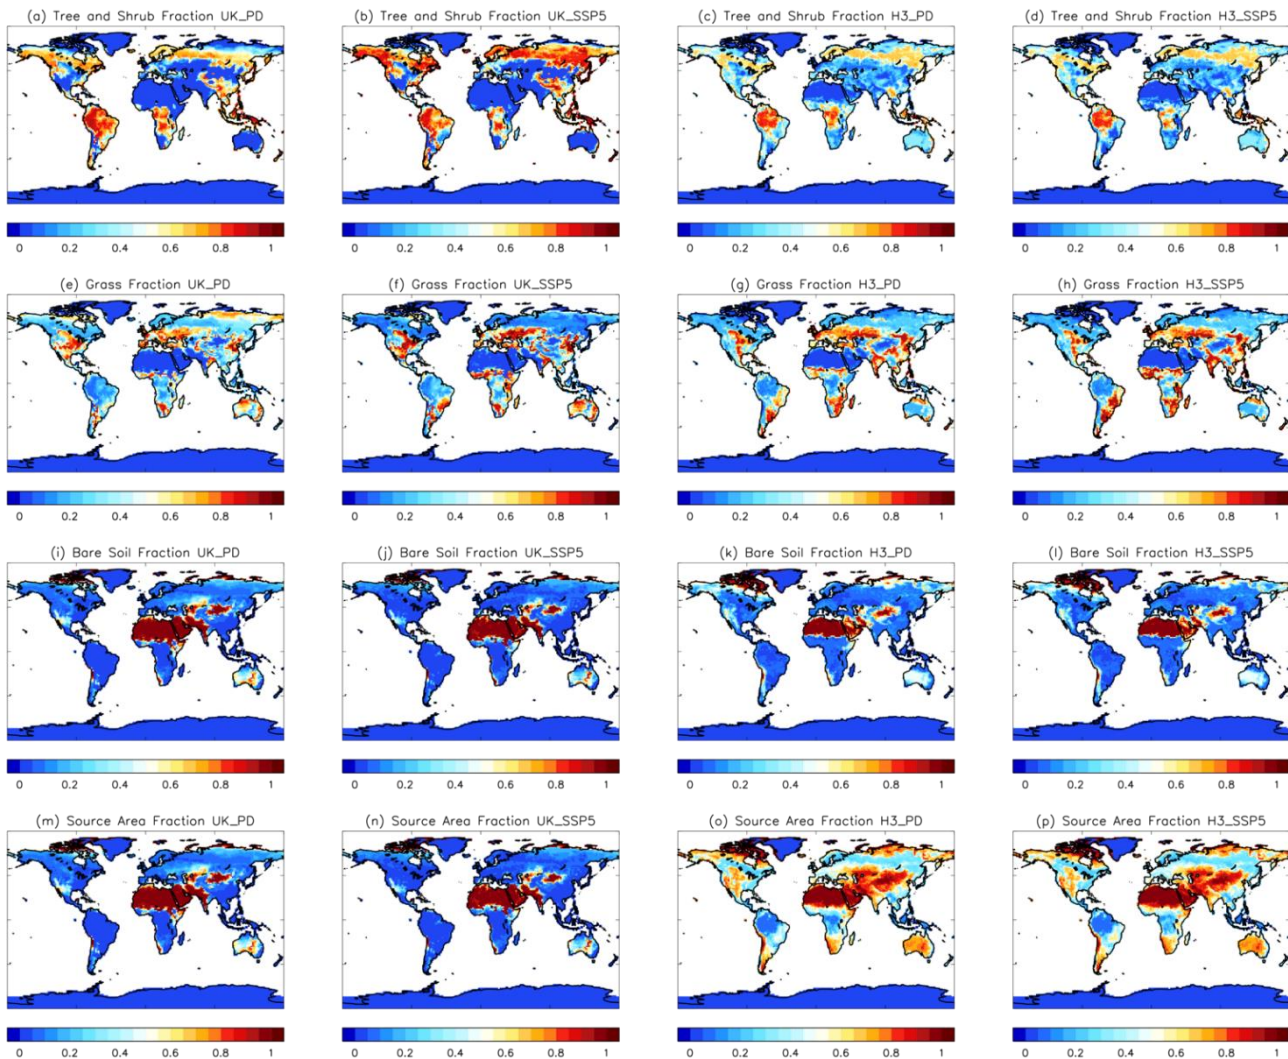 (a) Tree and Shrub Fraction UK_PD
(b) Tree and Shrub Fraction UK_SSP5
(c) Tree and Shrub Fraction H3_PD
(d) Tree and Shrub Fraction H3_SSP5
0 0.2 0.4 0.6 0.8 1
0 0.2 0.4 0.6 0.8 1
0 0.2 0.4 0.6 0.8 1
0 0.2 0.4 0.6 0.8 1
(e) Grass Fraction UK_PD
(f) Grass Fraction UK_SSP5
(g) Grass Fraction H3_PD
(h) Grass Fraction H3_SSP5
0 0.2 0.4 0.6 0.8 1
0 0.2 0.4 0.6 0.8 1
0 0.2 0.4 0.6 0.8 1
0 0.2 0.4 0.6 0.8 1
(i) Bare Soil Fraction UK_PD
(j) Bare Soil Fraction UK_SSP5
(k) Bare Soil Fraction H3_PD
(l) Bare Soil Fraction H3_SSP5
0 0.2 0.4 0.6 0.8 1
0 0.2 0.4 0.6 0.8 1
0 0.2 0.4 0.6 0.8 1
0 0.2 0.4 0.6 0.8 1
(m) Source Area Fraction UK_PD
(n) Source Area Fraction UK_SSP5
(o) Source Area Fraction H3_PD
(p) Source Area Fraction H3_SSP5
0 0.2 0.4 0.6 0.8 1
0 0.2 0.4 0.6 0.8 1
0 0.2 0.4 0.6 0.8 1
0 0.2 0.4 0.6 0.8 1